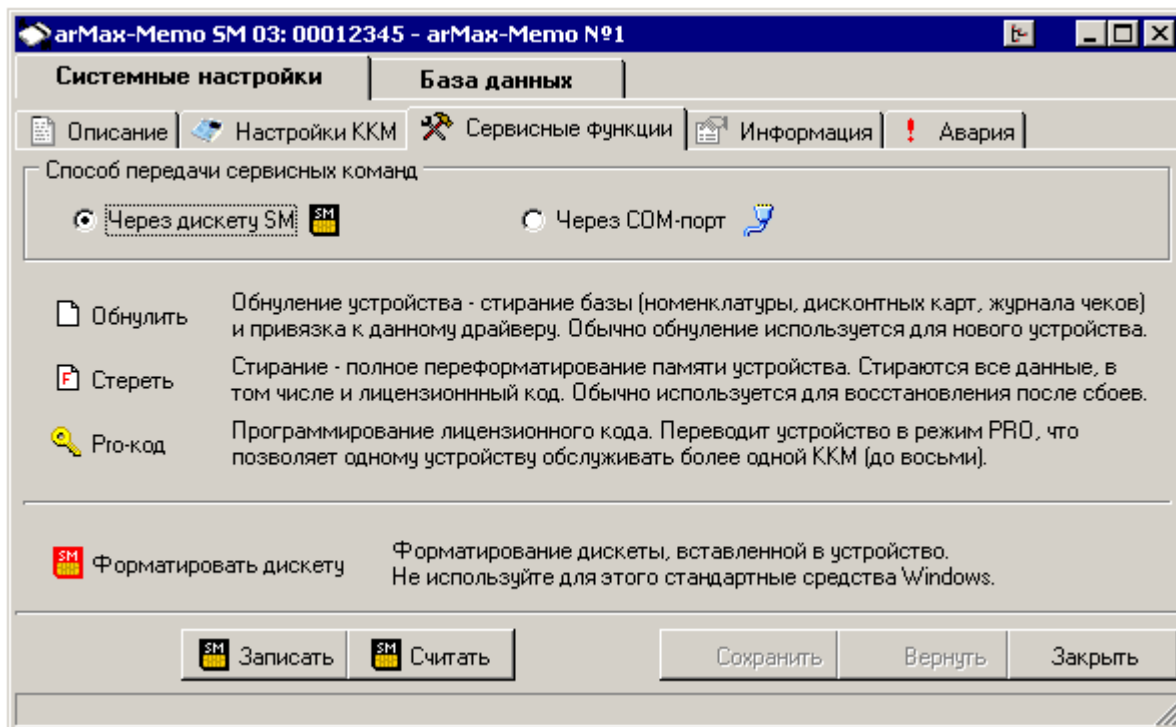 arMax-Memo SM 03: 00012345 - arMax-Memo №1
Системные настройки База данных
Описание Настройки ККМ Сервисные функции Информация Авария
Способ передачи сервисных команд
Через дискету SM Через COM-порт
Обнулить
Обнуление устройства - стирание базы (номенклатуры, дисконтных карт, журнала чеков)
и привязка к данному драйверу. Обычно обнуление используется для нового устройства.
Стереть
Стирание - полное переформатирование памяти устройства. Стираются все данные, в
том числе и лицензионнный код. Обычно используется для восстановления после сбоев.
Pro-код
Программирование лицензионного кода. Переводит устройство в режим PRO, что
позволяет одному устройству обслуживать более одной ККМ (до восьми).
SM Форматировать дискету
Форматирование дискеты, вставленной в устройство.
Не используйте для этого стандартные средства Windows.
SM Записать SM Считать Сохранить Вернуть Закрыть